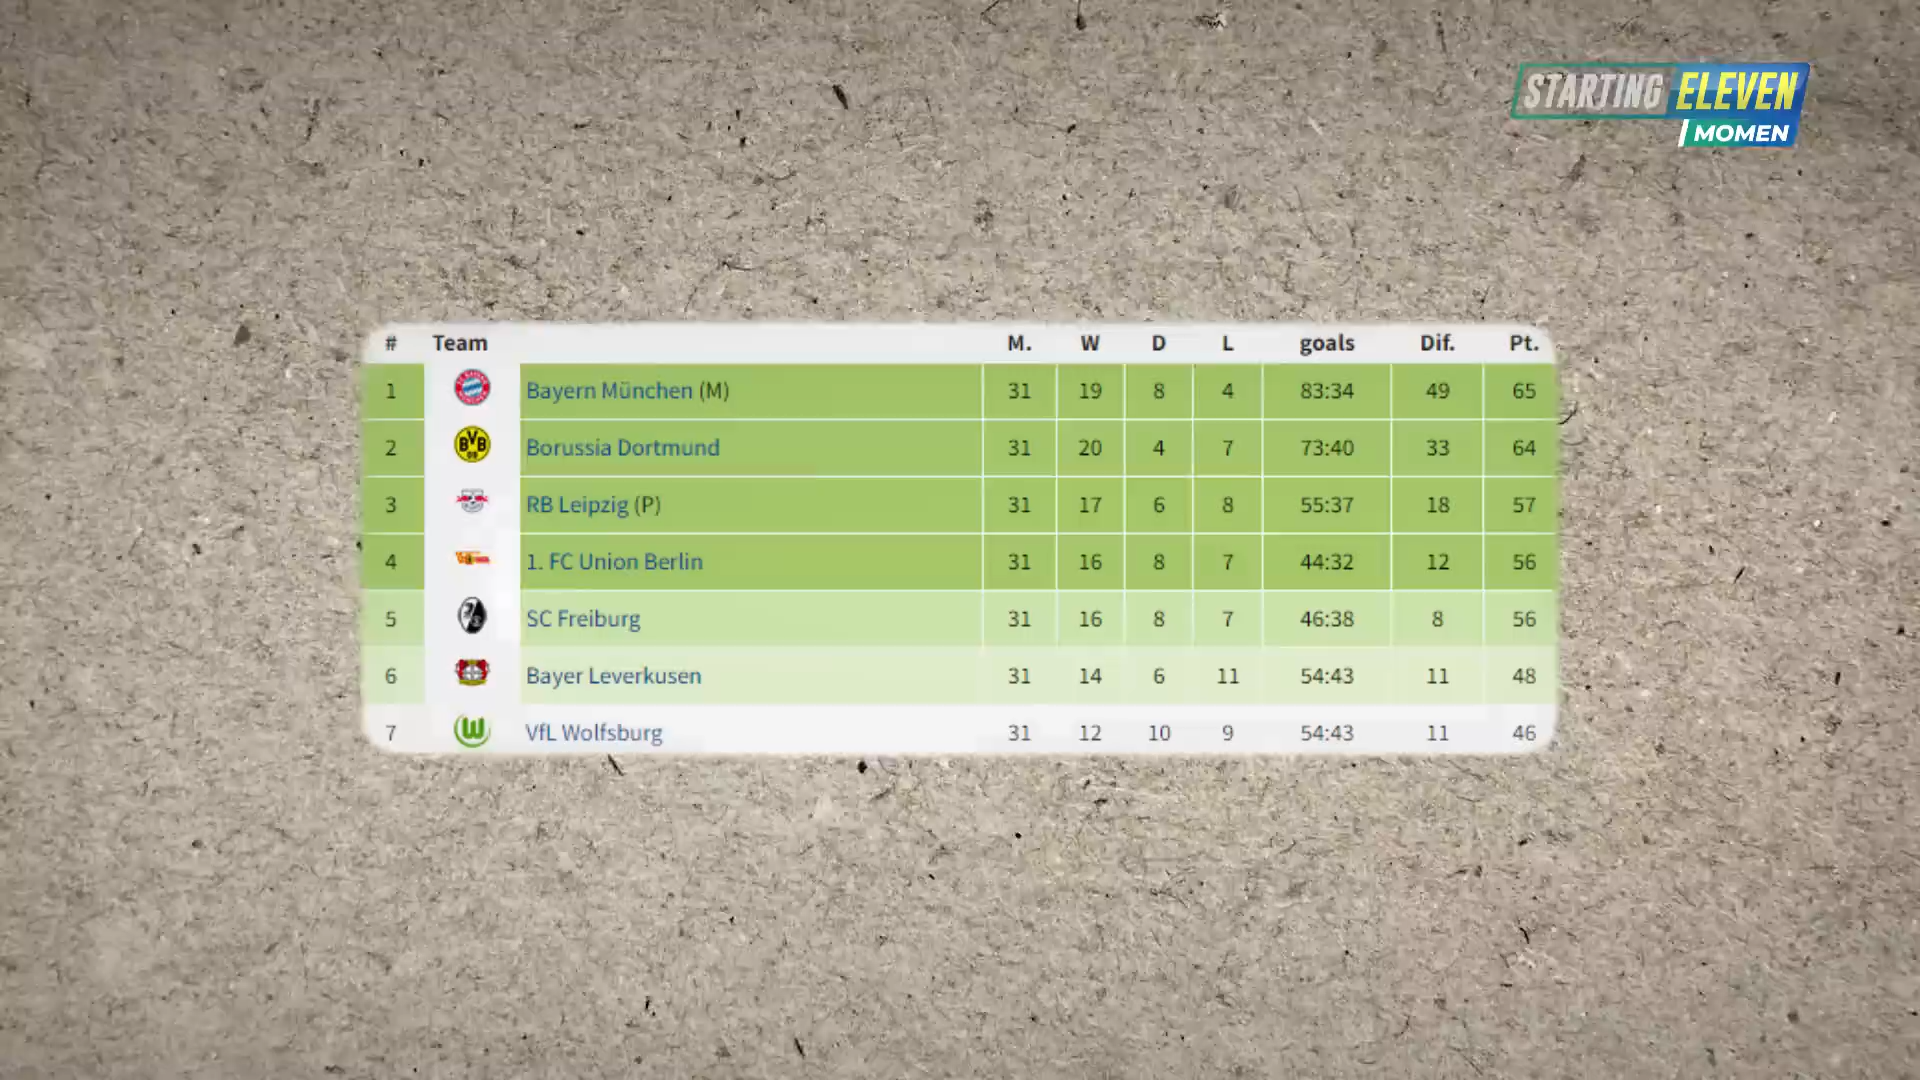 STARTING ELEVEN
MOMEN
# Team M. W D L goals Dif. Pt.
1 Bayern München (M) 31 19 8 4 83:34 49 65
2 Borussia Dortmund 31 20 4 7 73:40 33 64
3 RB Leipzig (P) 31 17 6 8 55:37 18 57
4 1. FC Union Berlin 31 16 8 7 44:32 12 56
5 SC Freiburg 31 16 8 7 46:38 8 56
6 Bayer Leverkusen 31 14 6 11 54:43 11 48
7 VfL Wolfsburg 31 12 10 9 54:43 11 46